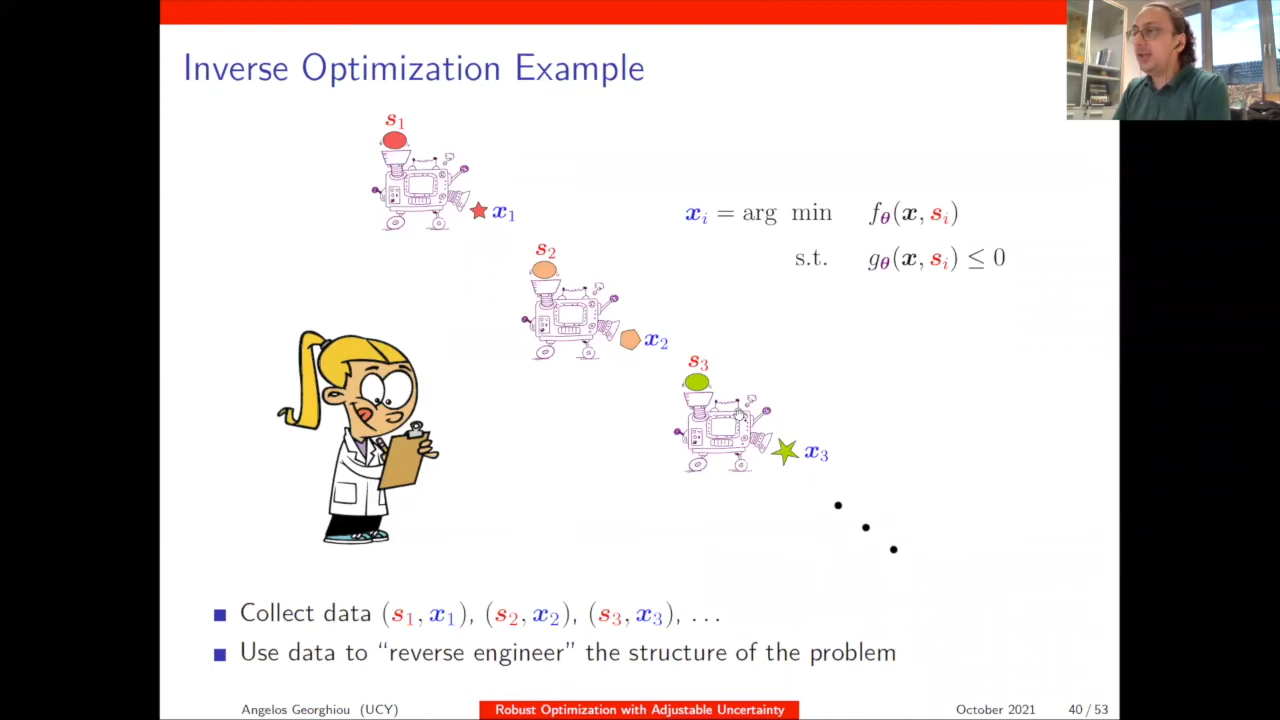 Inverse Optimization Example
s₁
x₁
xᵢ = arg min f_θ(x, sᵢ)
s.t. g_θ(x, sᵢ) ≤ 0
s₂
x₂
s₃
x₃
Collect data (s₁, x₁), (s₂, x₂), (s₃, x₃), ...
Use data to “reverse engineer” the structure of the problem
Angelos Georghiou (UCY) Robust Optimization with Adjustable Uncertainty October 2021 40 / 53